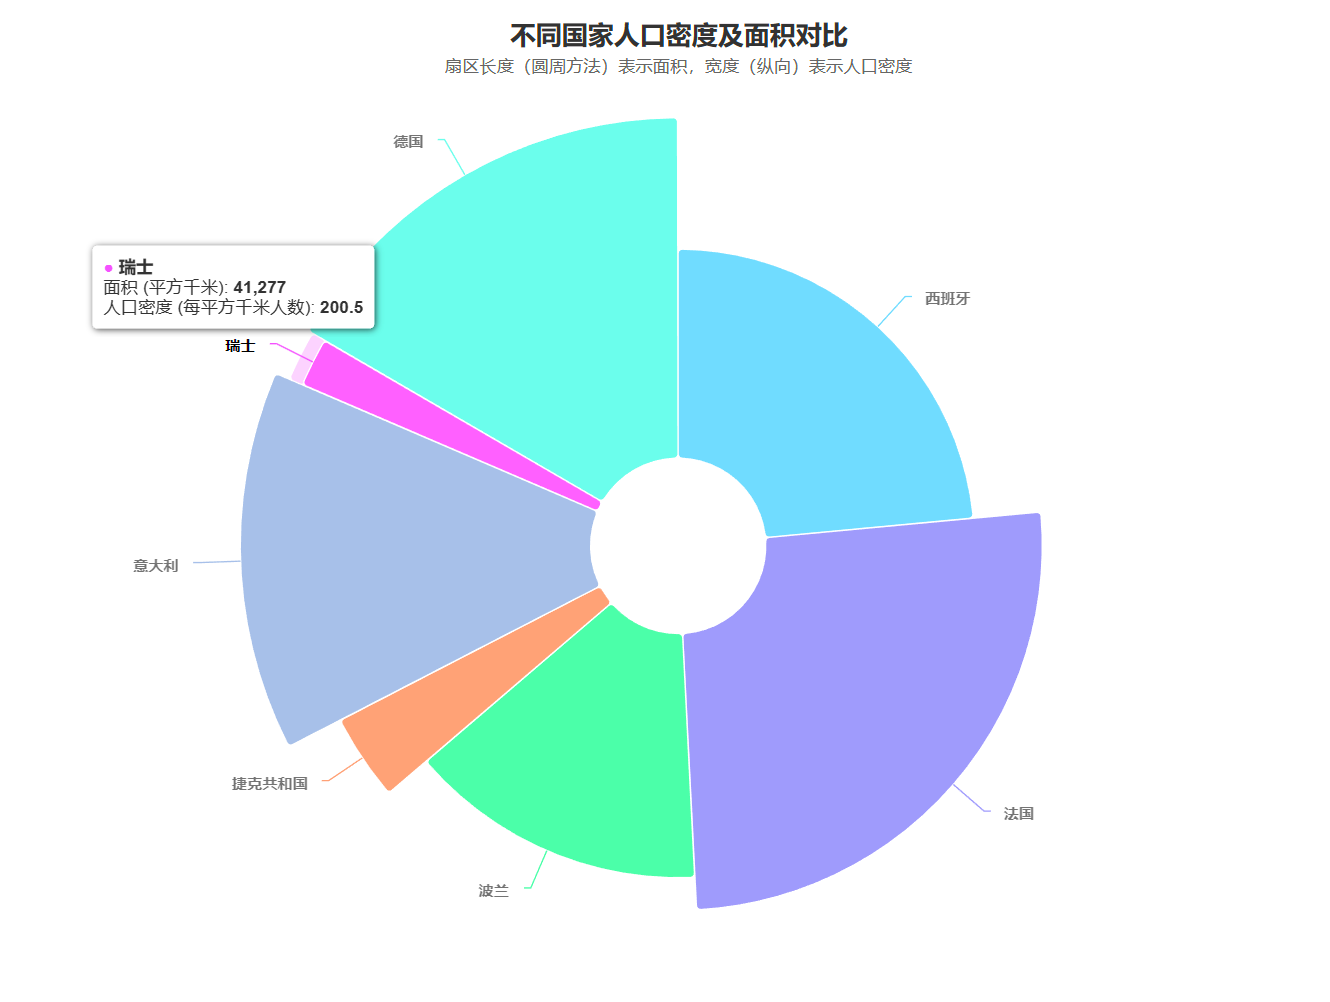 不同国家人口密度及面积对比
扇区长度（圆周方法）表示面积，宽度（纵向）表示人口密度
德国
西班牙
● 瑞士
面积 (平方千米): 41,277
人口密度 (每平方千米人数): 200.5
瑞士
意大利
捷克共和国
法国
波兰